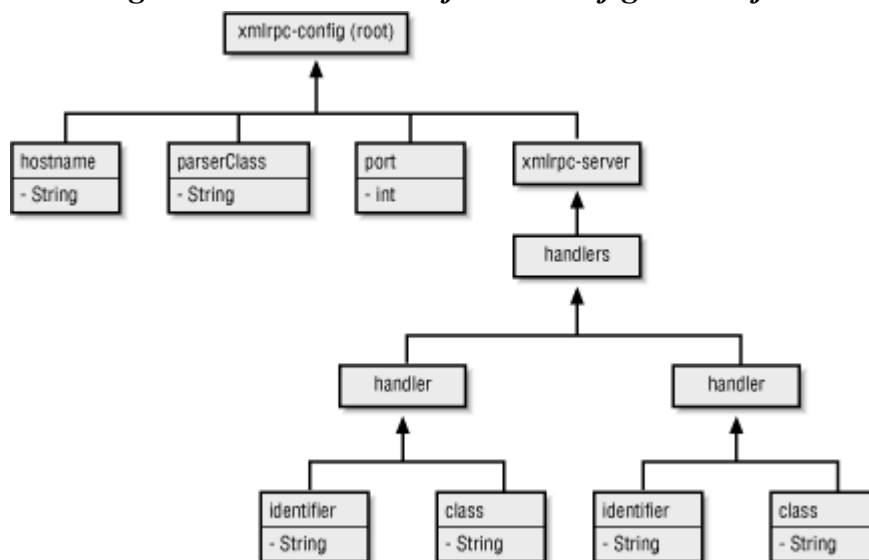 xmlrpc-config (root)
hostname
- String
parserClass
- String
port
- int
xmlrpc-server
handlers
handler
handler
identifier
- String
class
- String
identifier
- String
class
- String